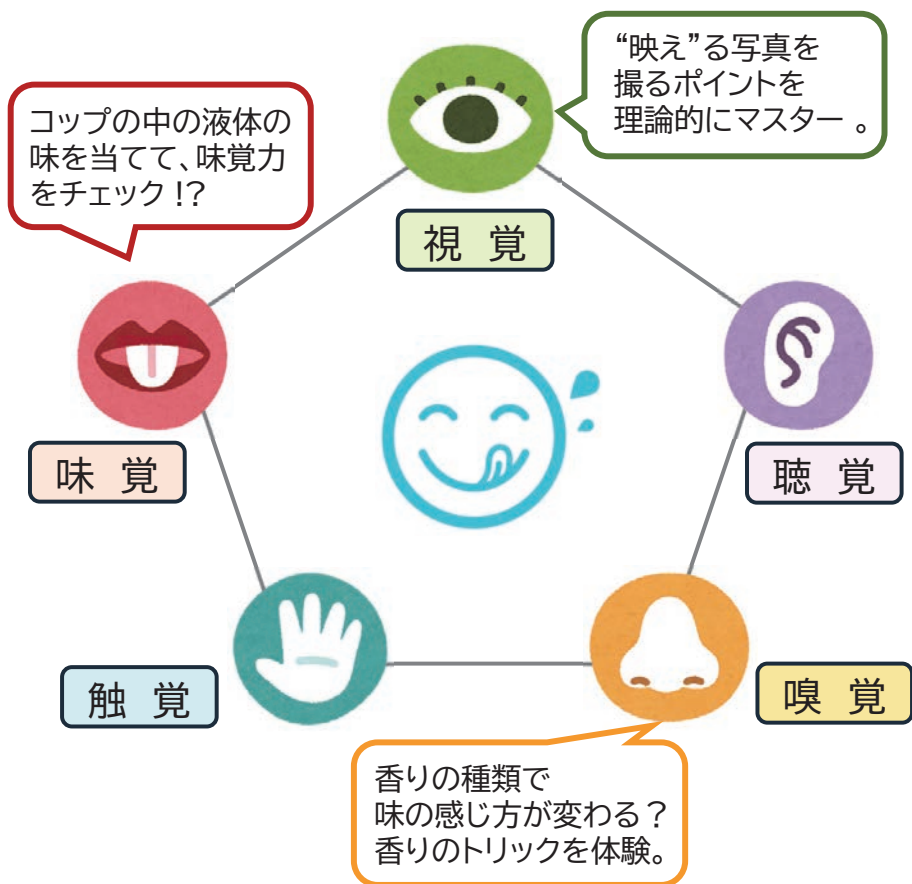 “映え”る写真を
撮るポイントを
理論的にマスター 。
コップの中の液体の
味を当てて、味覚力
をチェック !?
視 覚
味 覚
聴 覚
触 覚
嗅 覚
香りの種類で
味の感じ方が変わる？
香りのトリックを体験。